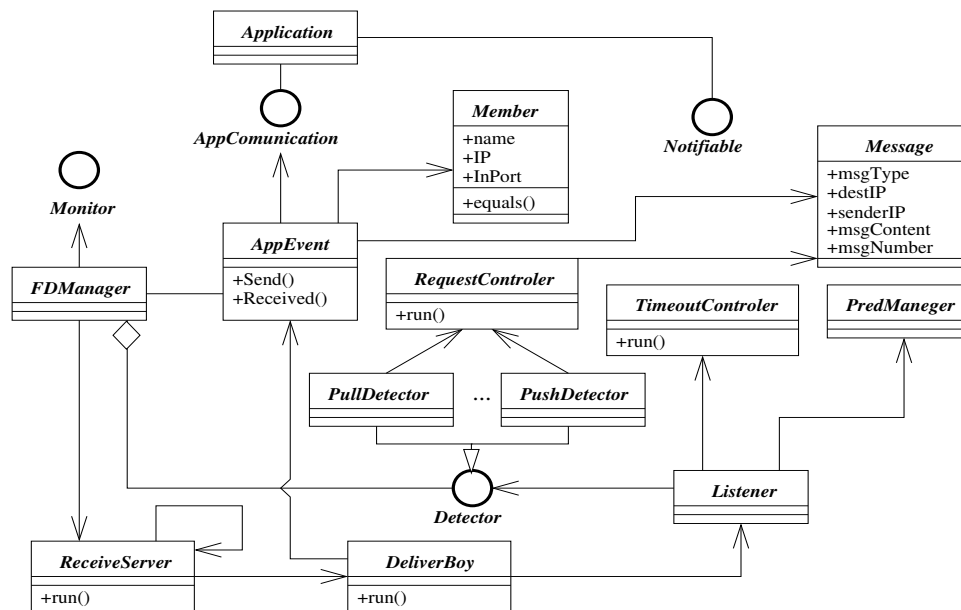 Application
AppComunication
Notifiable
Member
+name
+IP
+InPort
+equals()
Message
+msgType
+destIP
+senderIP
+msgContent
+msgNumber
Monitor
AppEvent
+Send()
+Received()
FDManager
RequestControler
+run()
TimeoutControler
+run()
PredManeger
PullDetector
...
PushDetector
Detector
Listener
ReceiveServer
+run()
DeliverBoy
+run()